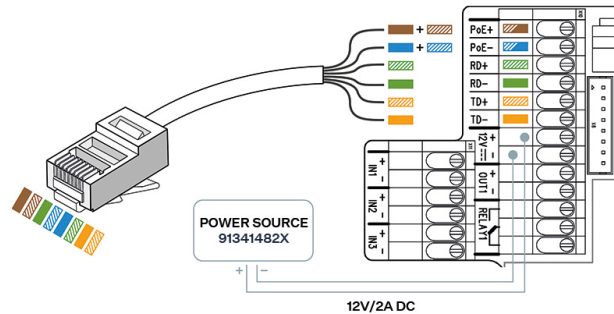 +
+
PoE+
PoE-
RD+
RD-
TD+
TD-
12V
+
-
OUT1
+
-
RELAY1
IN1
+
-
IN2
+
-
IN3
+
-
POWER SOURCE
91341482X
+ -
12V/2A DC